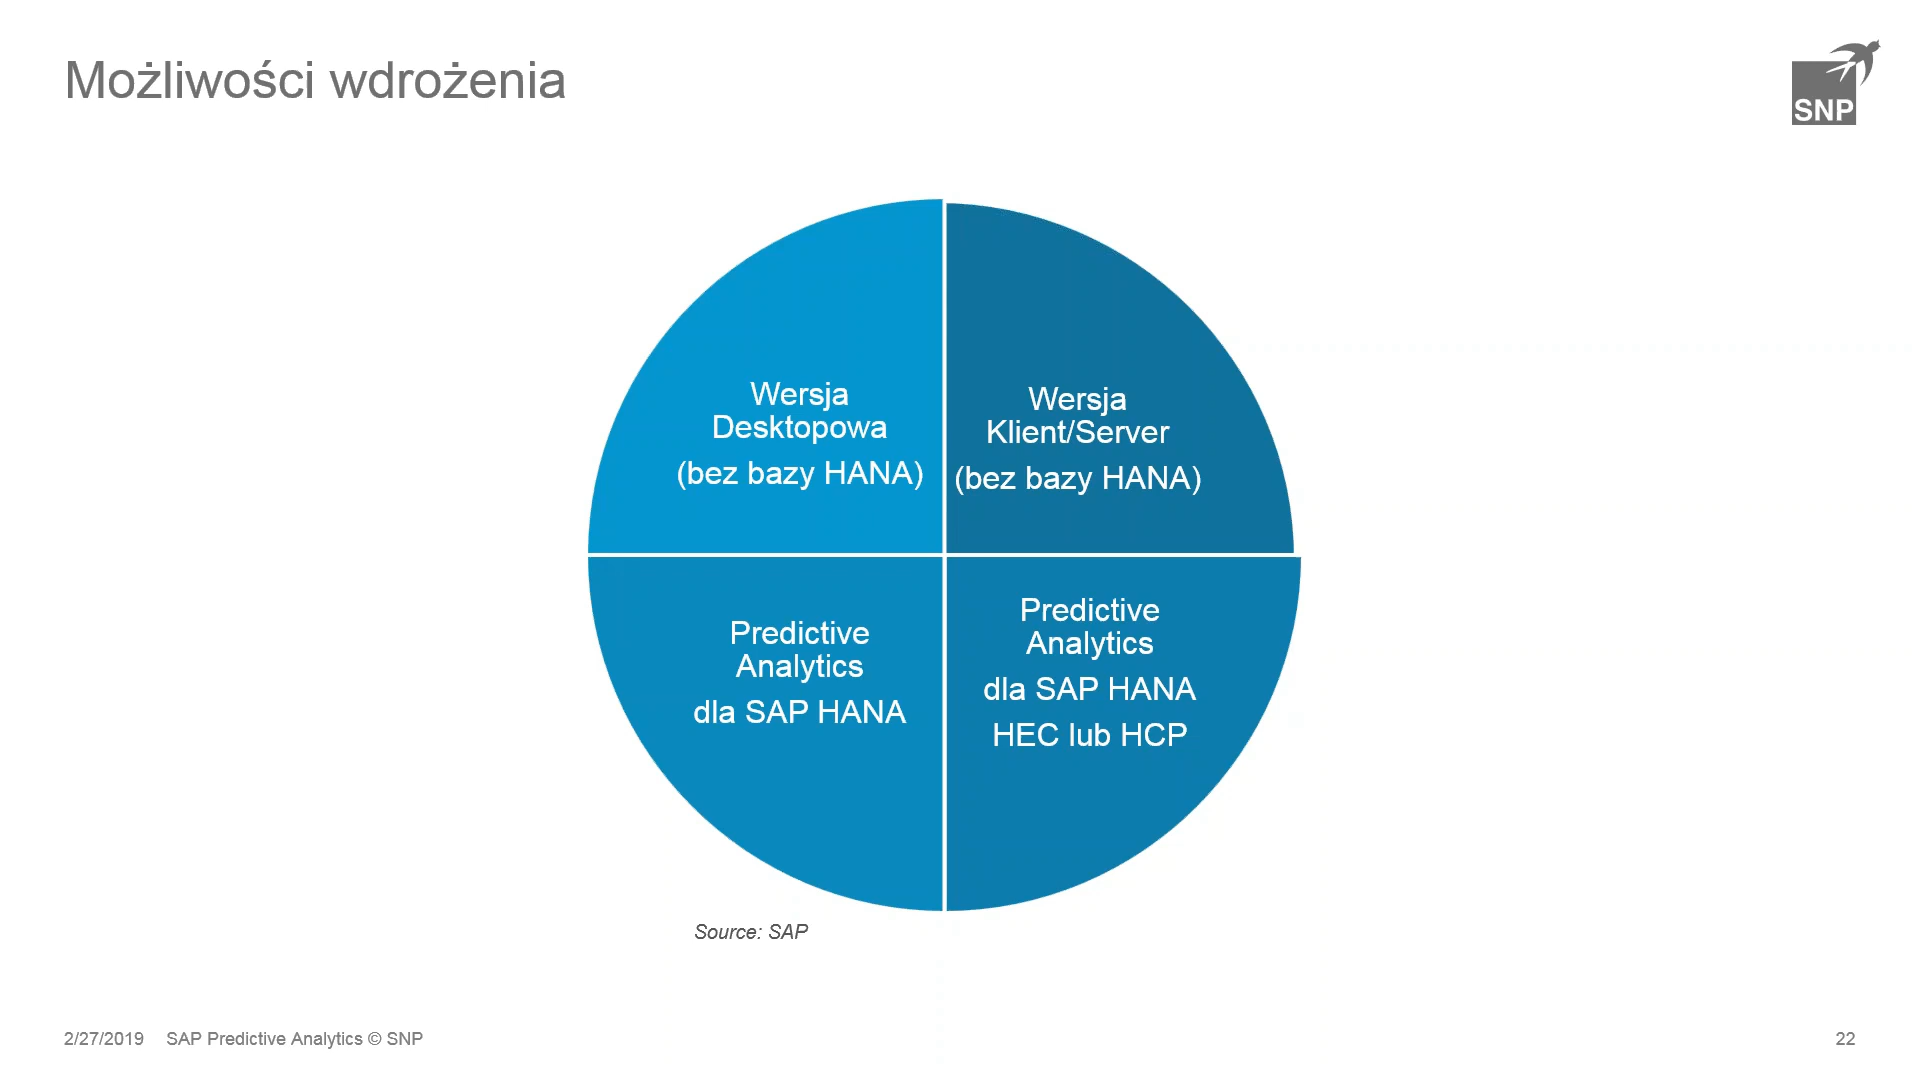 Możliwości wdrożenia
SNP
Wersja
Desktopowa
(bez bazy HANA)
Wersja
Klient/Server
(bez bazy HANA)
Predictive
Analytics
dla SAP HANA
Predictive
Analytics
dla SAP HANA
HEC lub HCP
Source: SAP
2/27/2019 SAP Predictive Analytics © SNP
22